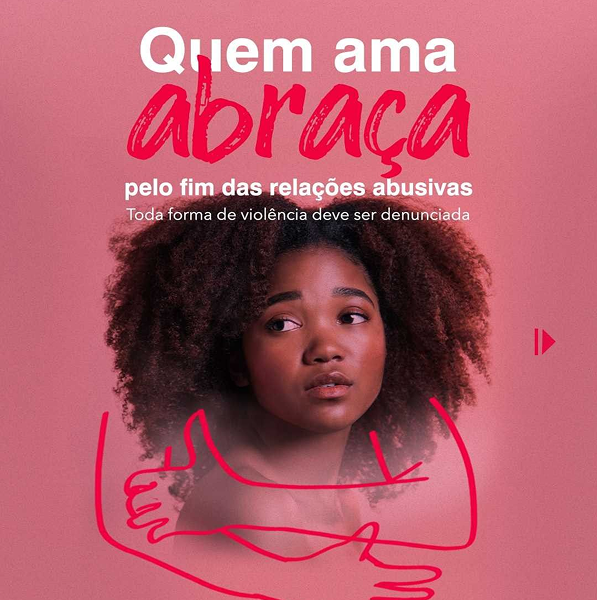 Quem ama
abraça
pelo fim das relações abusivas
Toda forma de violência deve ser denunciada